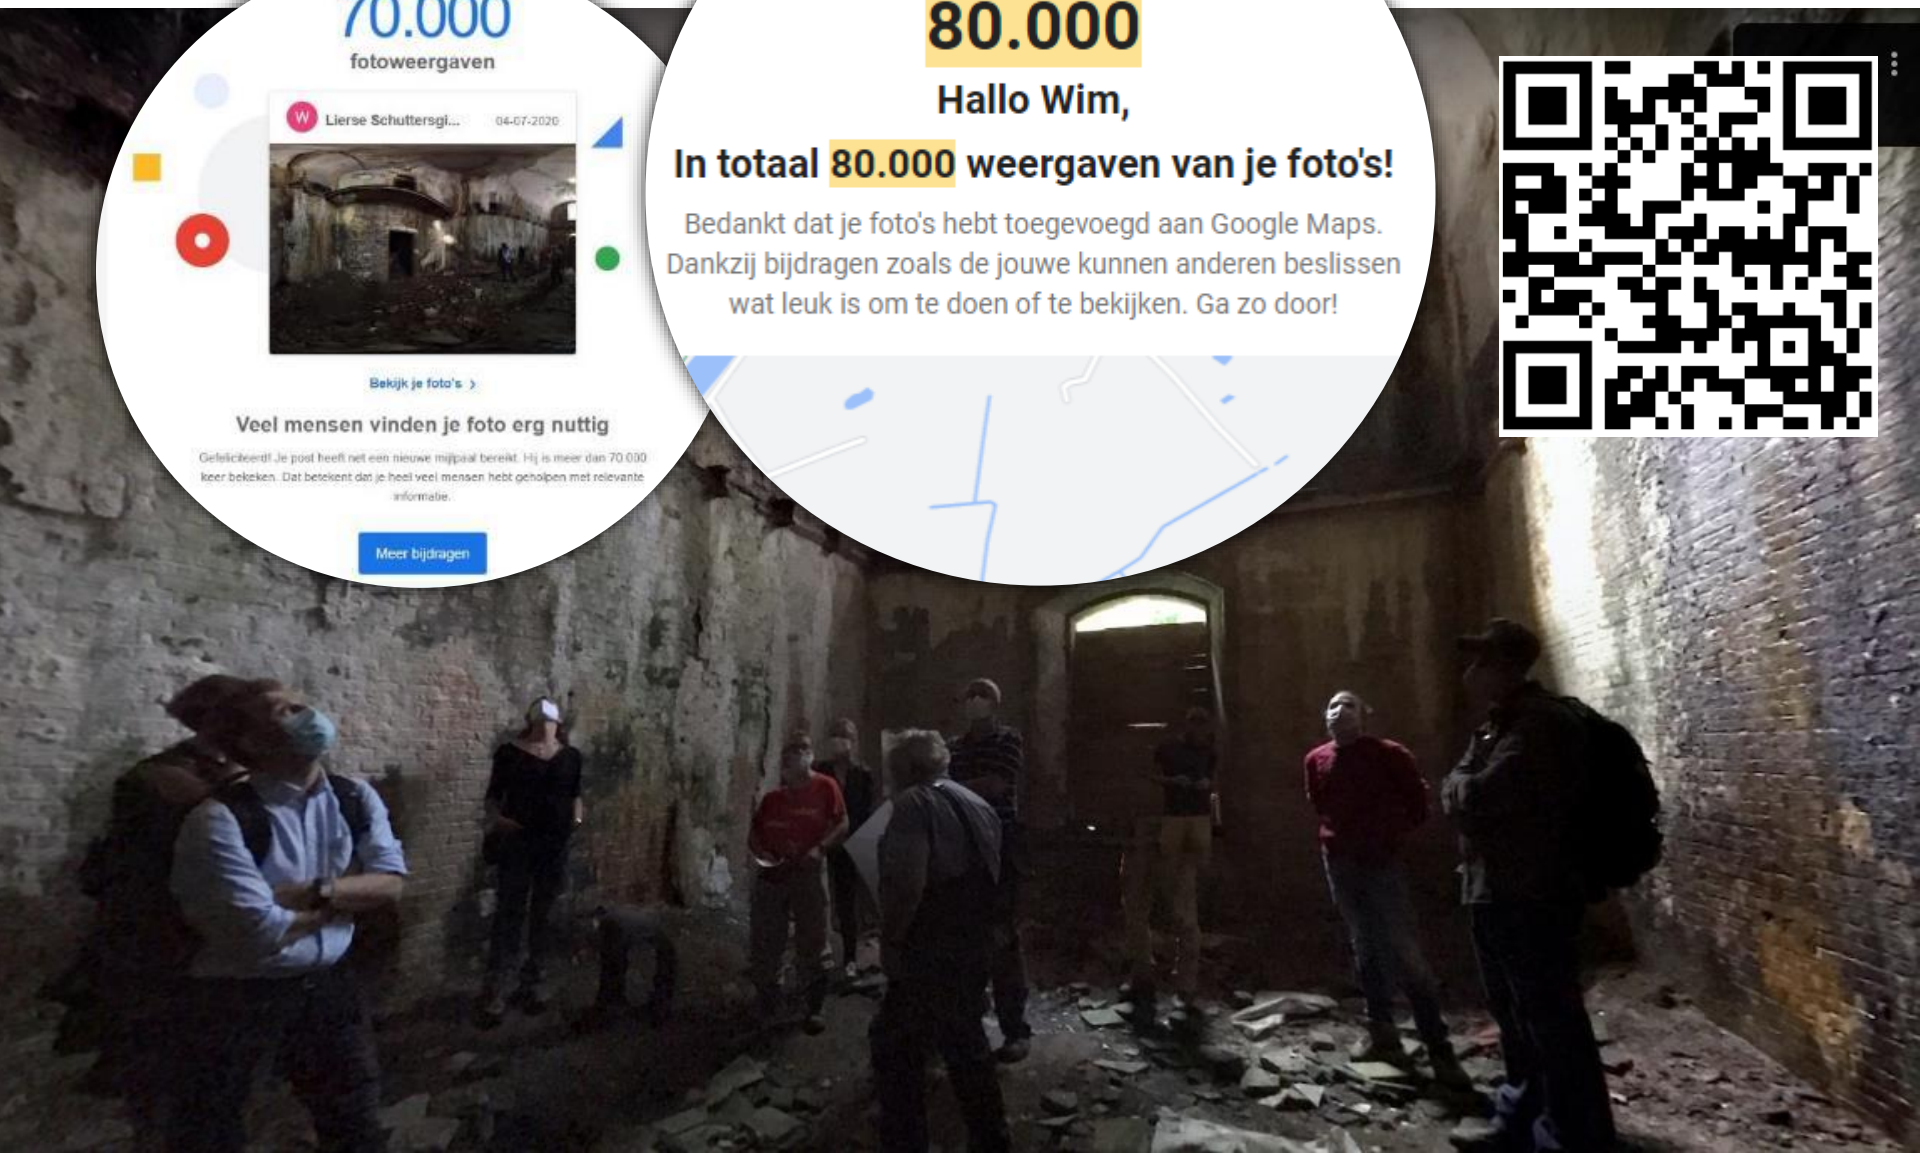 70.000
fotoweergaven
W
Lierse Schuttersgi...
04-07-2020
Bekijk je foto's
Veel mensen vinden je foto erg nuttig
Gefeliciteerd! Je post heeft net een nieuwe mijlpaal bereikt. Hij is meer dan 70.000
keer bekeken. Dat betekent dat je heel veel mensen hebt geholpen met relevante
informatie.
Meer bijdragen
80.000
Hallo Wim,
In totaal 80.000 weergaven van je foto's!
Bedankt dat je foto's hebt toegevoegd aan Google Maps.
Dankzij bijdragen zoals de jouwe kunnen anderen beslissen
wat leuk is om te doen of te bekijken. Ga zo door!